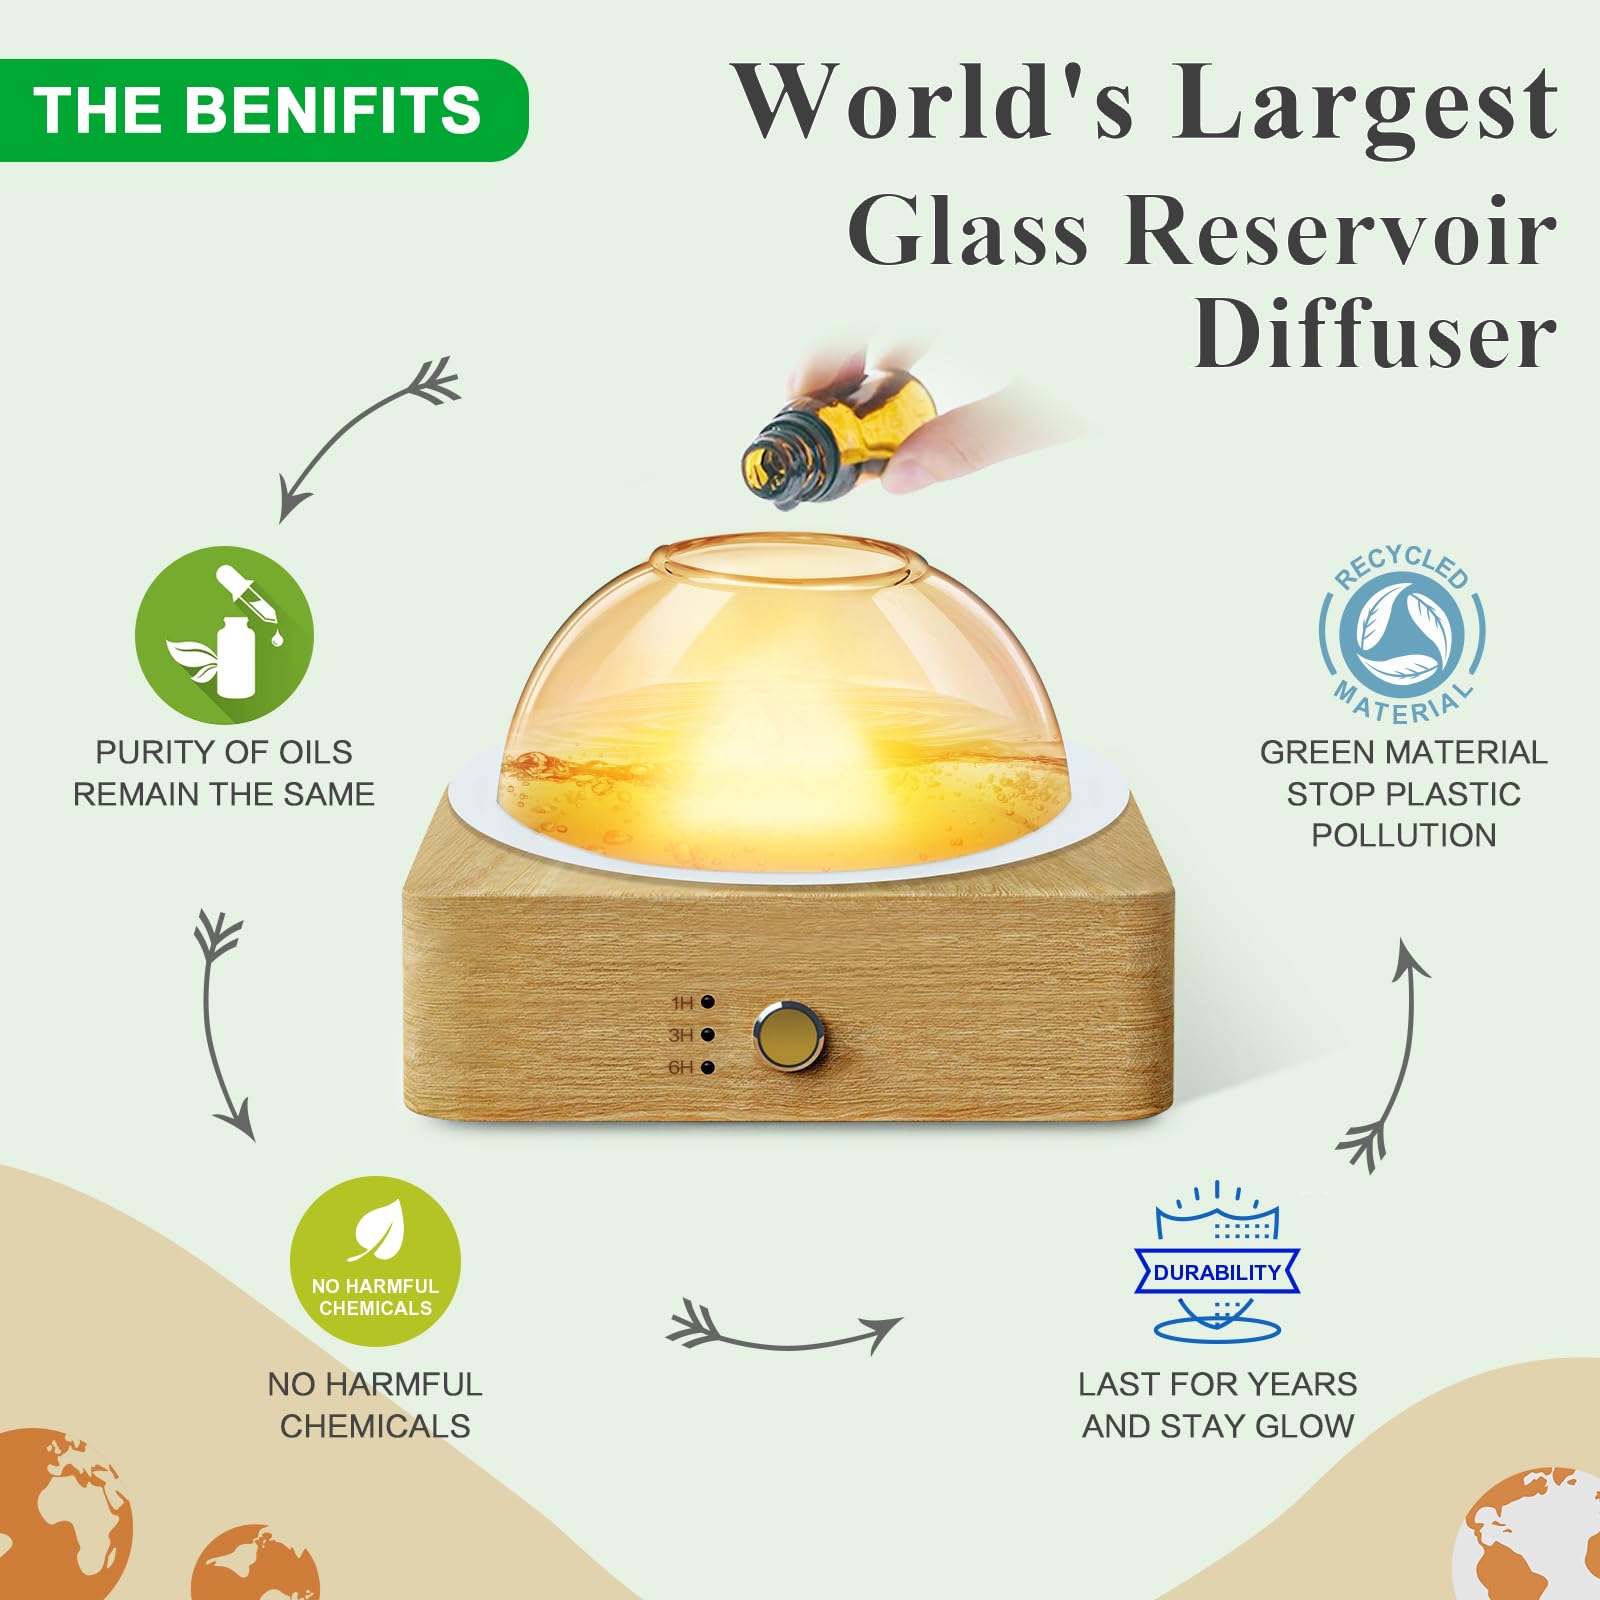 THE BENIFITS
World's Largest
Glass Reservoir
Diffuser
PURITY OF OILS
REMAIN THE SAME
RECYCLED
MATERIAL
GREEN MATERIAL
STOP PLASTIC
POLLUTION
1H
3H
6H
NO HARMFUL
CHEMICALS
NO HARMFUL
CHEMICALS
DURABILITY
LAST FOR YEARS
AND STAY GLOW